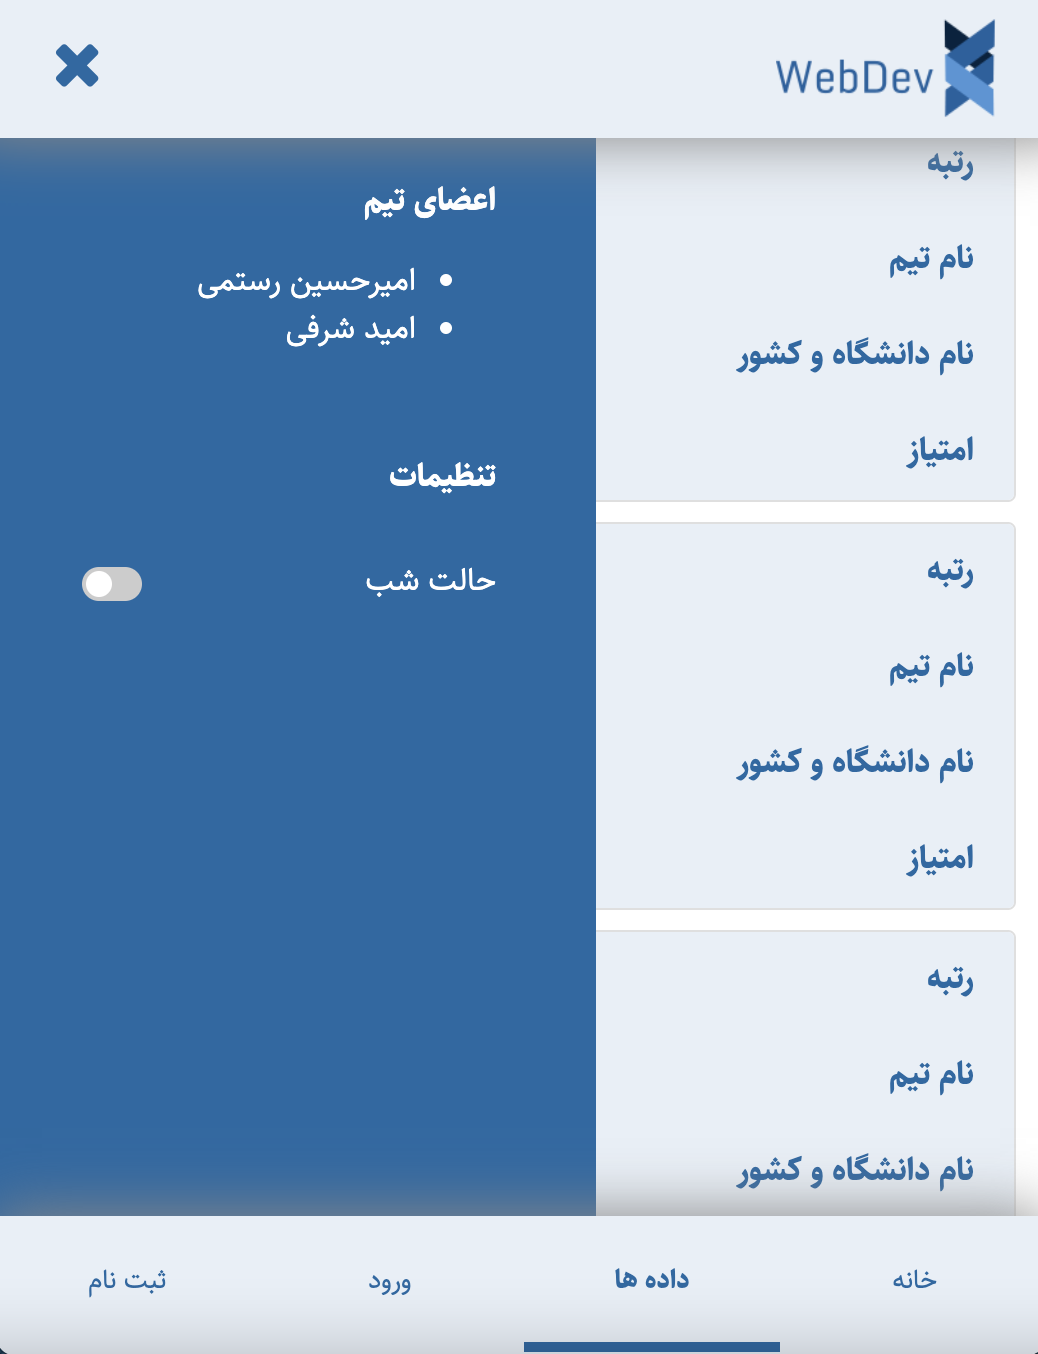 WebDev
رتبه
نام تیم
نام دانشگاه و کشور
امتیاز
رتبه
نام تیم
نام دانشگاه و کشور
امتیاز
رتبه
نام تیم
نام دانشگاه و کشور
اعضای تیم
امیرحسین رستمی
امید شرفی
تنظیمات
حالت شب
خانه
داده ها
ورود
ثبت نام